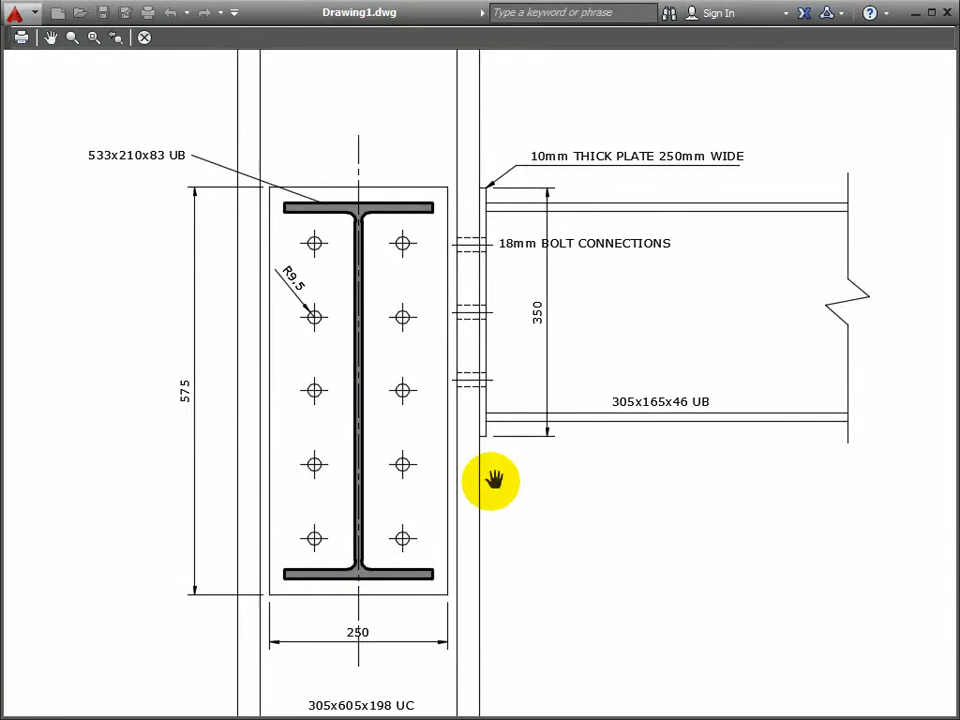 Drawing1.dwg
Type a keyword or phrase
Sign In
533x210x83 UB
10mm THICK PLATE 250mm WIDE
18mm BOLT CONNECTIONS
R9,5
350
575
305x165x46 UB
250
305x605x198 UC